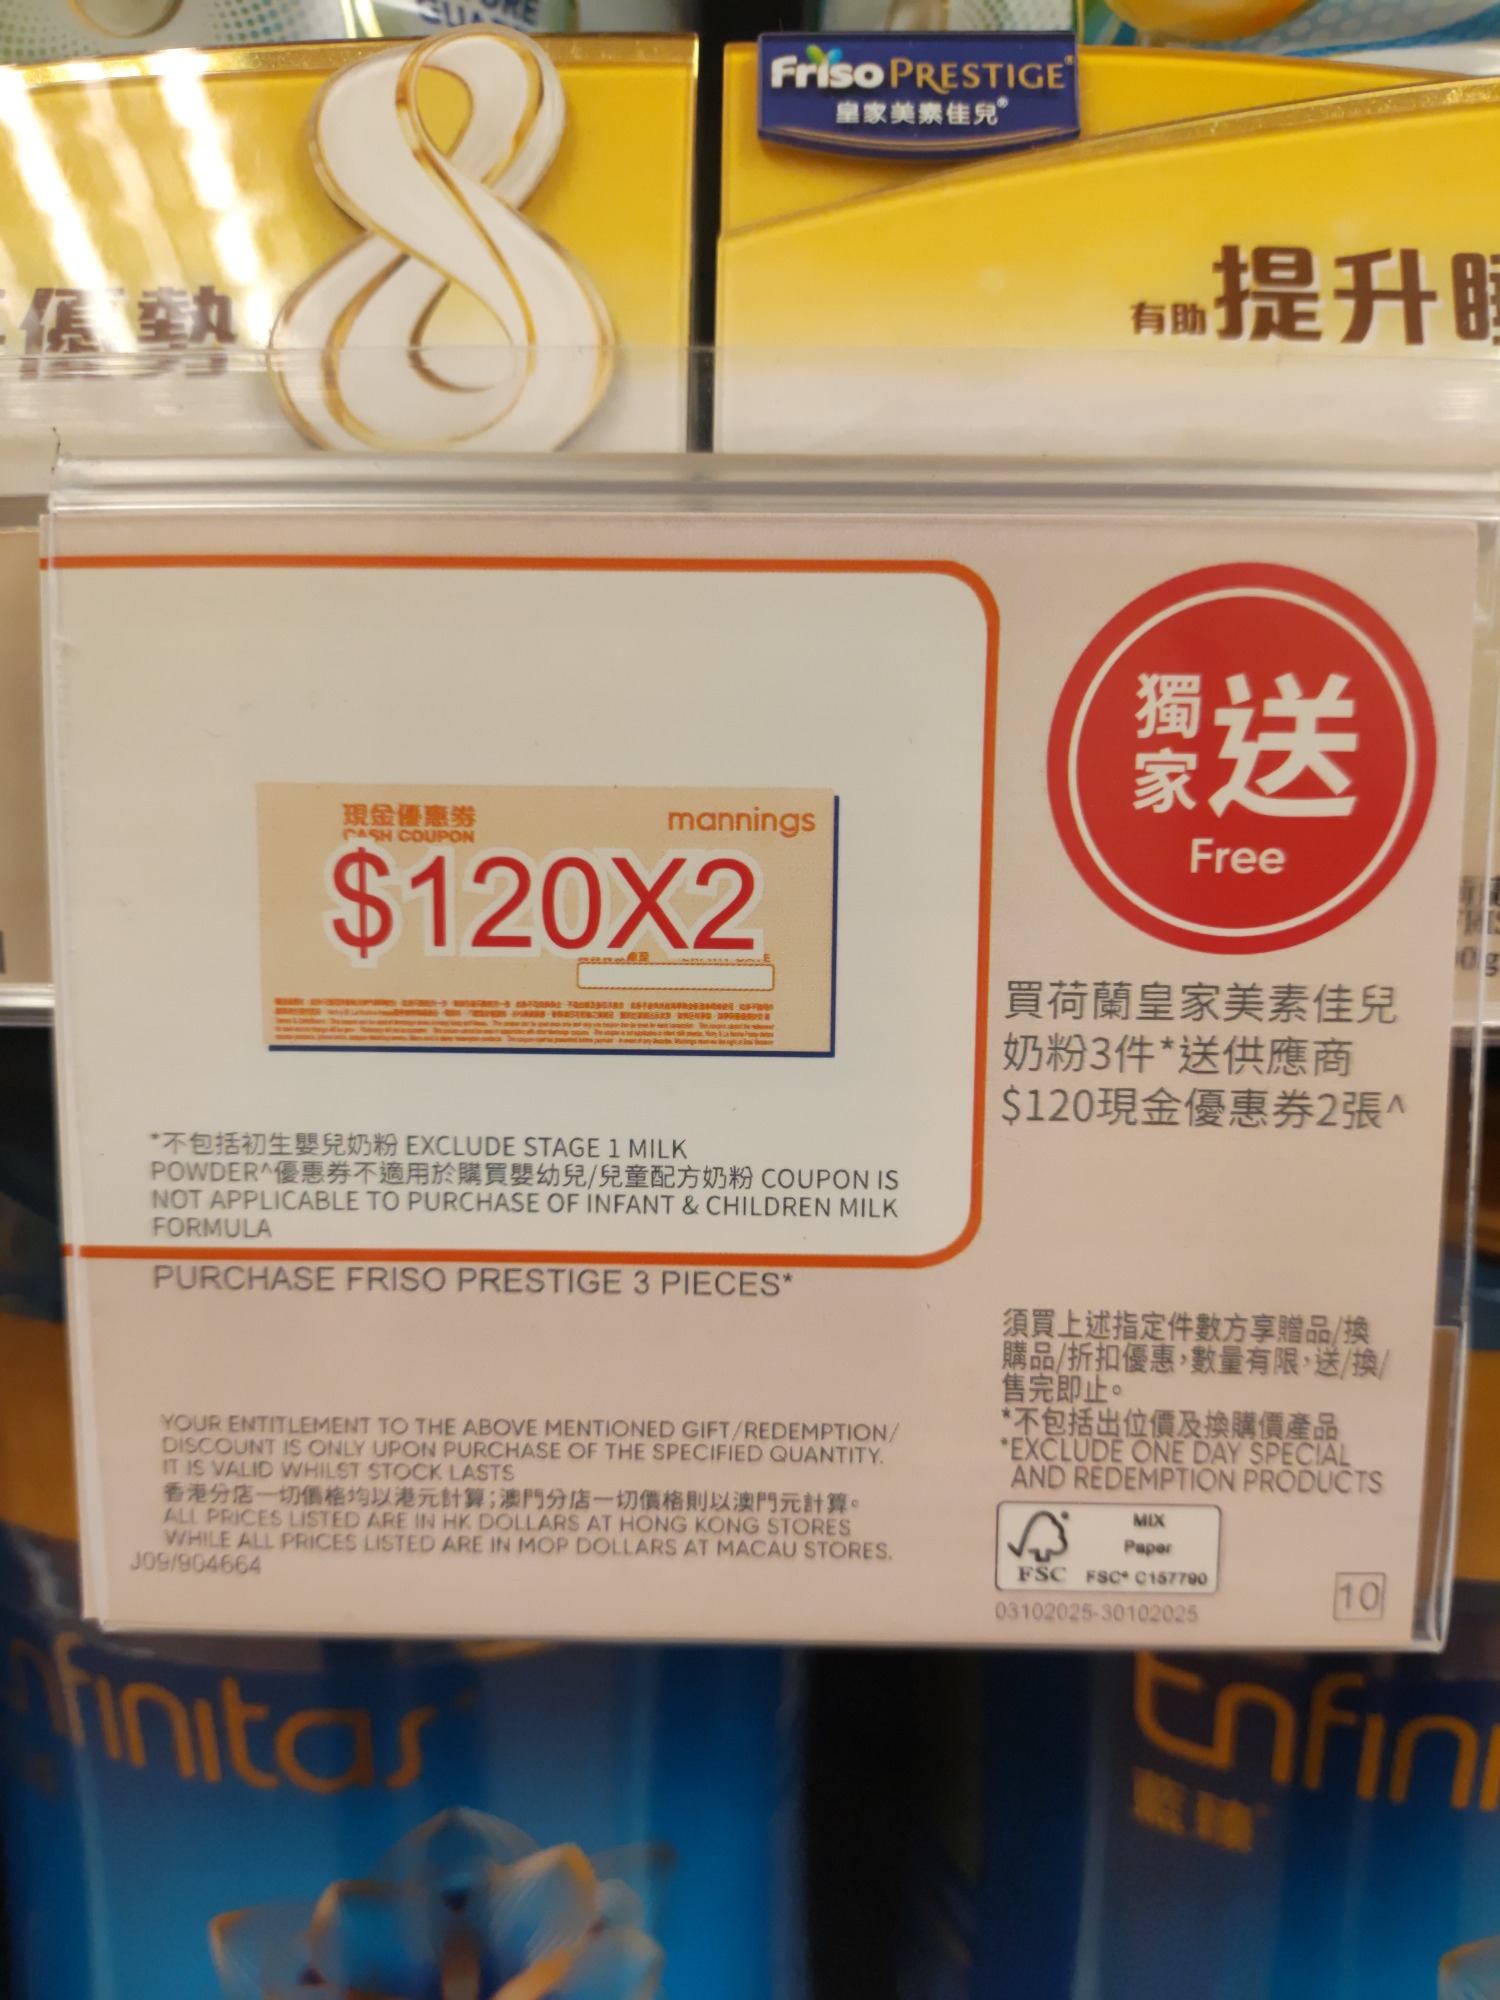 URE
GUA
優勢
Friso PRESTIGE®
皇家美素佳兒®
有助提升
獨家送
Free
現金優惠券
CASH COUPON
mannings
$120X2
買荷蘭皇家美素佳兒
奶粉3件*送供應商
$120現金優惠券2張^
*不包括初生嬰兒奶粉 EXCLUDE STAGE 1 MILK
POWDER^優惠券不適用於購買嬰幼兒/兒童配方奶粉 COUPON IS
NOT APPLICABLE TO PURCHASE OF INFANT & CHILDREN MILK
FORMULA
PURCHASE FRISO PRESTIGE 3 PIECES*
須買上述指定件數方享贈品/換
購品/折扣優惠,數量有限,送/換/
售完即止。
*不包括出位價及換購價產品
*EXCLUDE ONE DAY SPECIAL
AND REDEMPTION PRODUCTS
YOUR ENTITLEMENT TO THE ABOVE MENTIONED GIFT/REDEMPTION/
DISCOUNT IS ONLY UPON PURCHASE OF THE SPECIFIED QUANTITY.
IT IS VALID WHILST STOCK LASTS
香港分店一切價格均以港元計算;澳門分店一切價格則以澳門元計算。
ALL PRICES LISTED ARE IN HK DOLLARS AT HONG KONG STORES
WHILE ALL PRICES LISTED ARE IN MOP DOLLARS AT MACAU STORES.
J09/904664
MIX
Paper
FSC
FSC® C157790
03102025-30102025
10
nfinitas
Enfini
藍臻